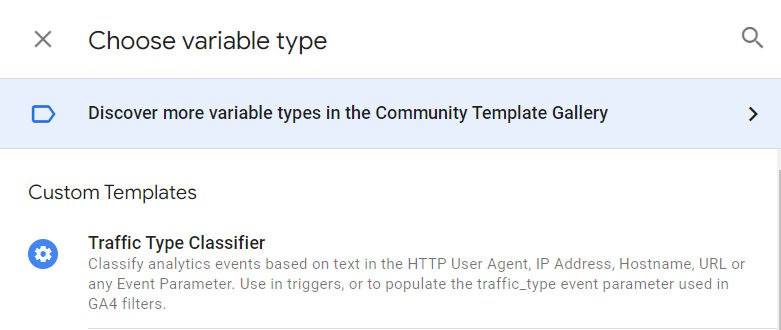 Choose variable type
Discover more variable types in the Community Template Gallery
Custom Templates
Traffic Type Classifier
Classify analytics events based on text in the HTTP User Agent, IP Address, Hostname, URL or
any Event Parameter. Use in triggers, or to populate the traffic_type event parameter used in
GA4 filters.